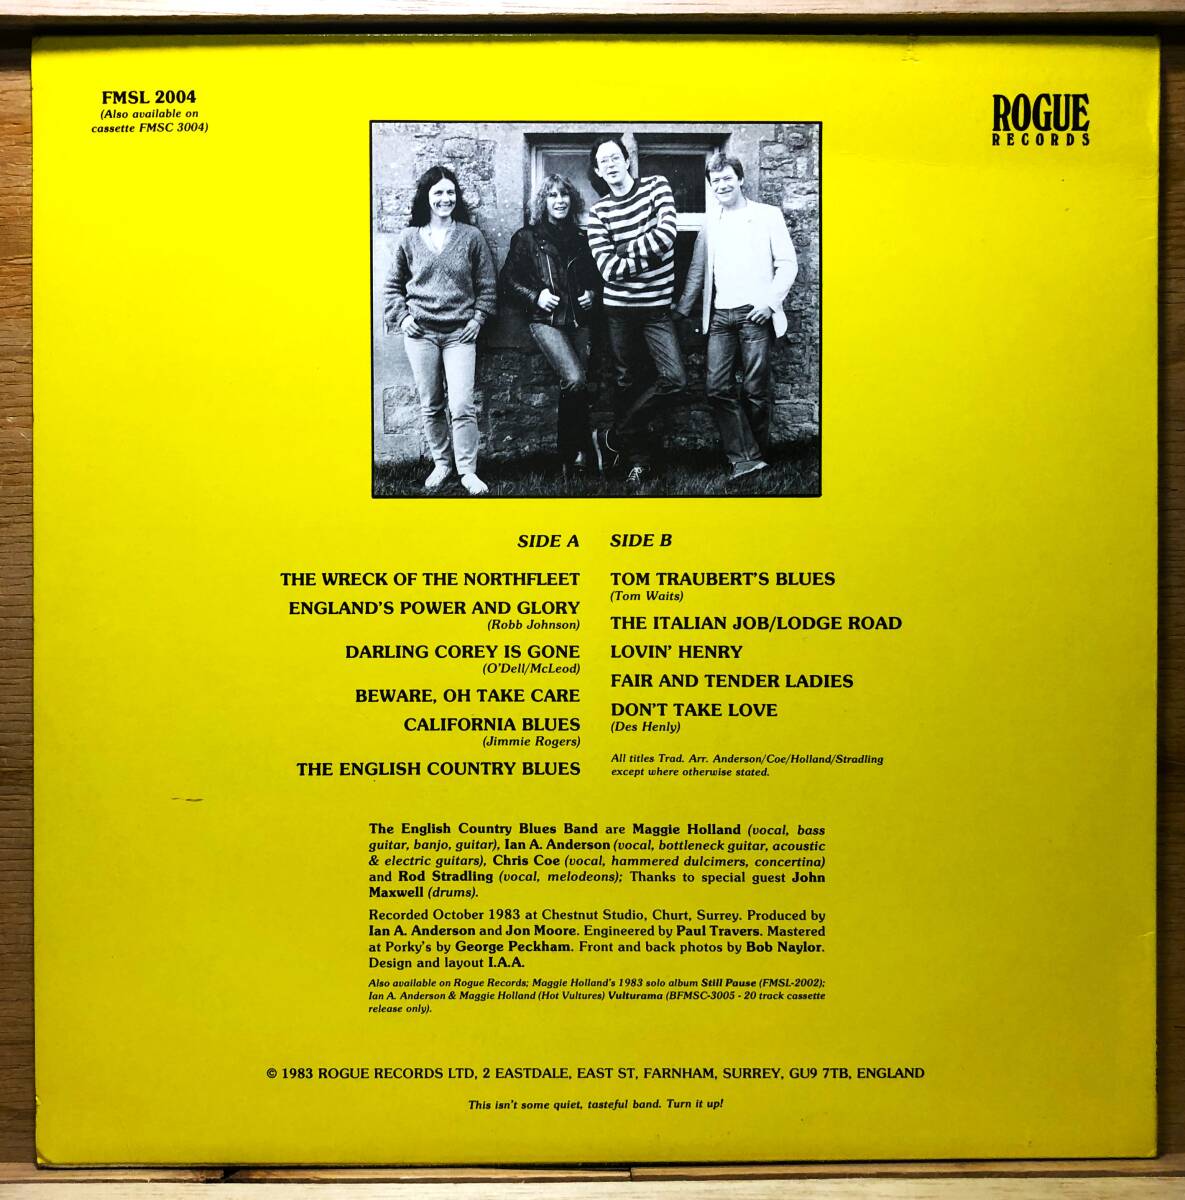 FMSL 2004
(Also available on
cassette FMSC 3004)
ROGUE
RECORDS
SIDE A
THE WRECK OF THE NORTHFLEET
ENGLAND'S POWER AND GLORY
(Robb Johnson)
DARLING COREY IS GONE
(O'Dell/McLeod)
BEWARE, OH TAKE CARE
CALIFORNIA BLUES
(Jimmie Rogers)
THE ENGLISH COUNTRY BLUES
SIDE B
TOM TRAUBERT'S BLUES
(Tom Waits)
THE ITALIAN JOB/LODGE ROAD
LOVIN' HENRY
FAIR AND TENDER LADIES
DON'T TAKE LOVE
(Des Henly)
All titles Trad. Arr. Anderson/Coe/Holland/Stradling
except where otherwise stated.
The English Country Blues Band are Maggie Holland (vocal, bass
guitar, banjo, guitar), Ian A. Anderson (vocal, bottleneck guitar, acoustic
& electric guitars), Chris Coe (vocal, hammered dulcimers, concertina)
and Rod Stradling (vocal, melodeons); Thanks to special guest John
Maxwell (drums).
Recorded October 1983 at Chestnut Studio, Churt, Surrey. Produced by
Ian A. Anderson and Jon Moore. Engineered by Paul Travers. Mastered
at Porky's by George Peckham. Front and back photos by Bob Naylor.
Design and layout I.A.A.
Also available on Rogue Records; Maggie Holland's 1983 solo album Still Pause (FMSL-2002);
Ian A. Anderson & Maggie Holland (Hot Vultures) Vulturama (BFMSC-3005 - 20 track cassette
release only).
© 1983 ROGUE RECORDS LTD, 2 EASTDALE, EAST ST, FARNHAM, SURREY, GU9 7TB, ENGLAND
This isn't some quiet, tasteful band. Turn it up!